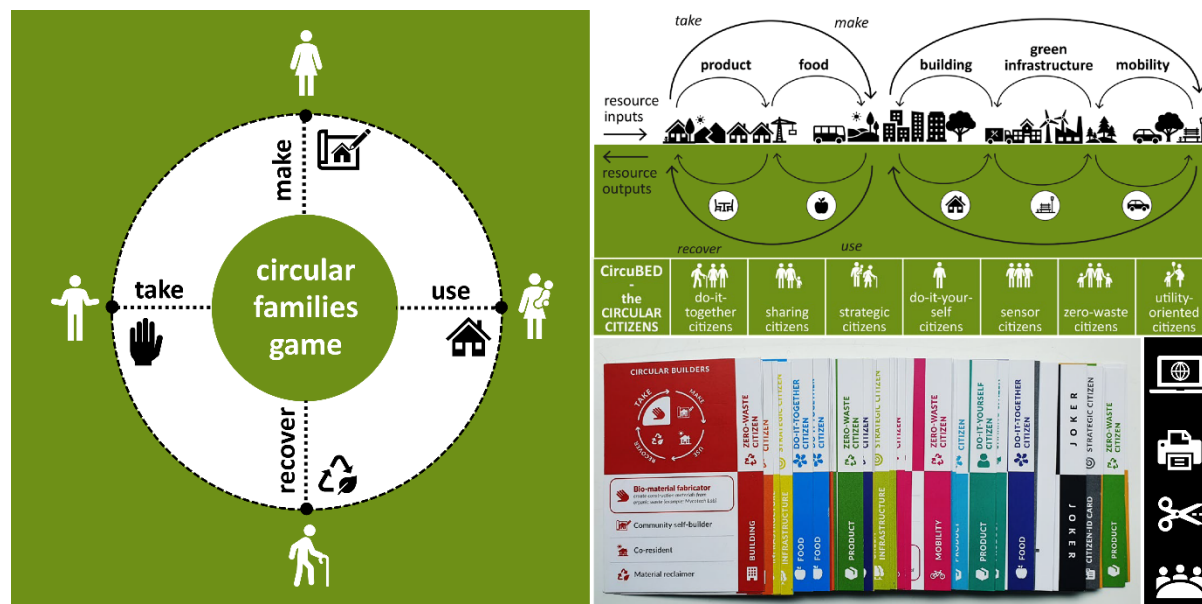 make
take
use
recover
circular
families
game
take
make
product
food
building
green
infrastructure
mobility
resource
inputs
resource
outputs
recover
use
CircuBED
-
the
CIRCULAR
CITIZENS
do-it-
together
citizens
sharing
citizens
strategic
citizens
do-it-your-
self
citizens
sensor
citizens
zero-waste
citizens
utility-
oriented
citizens
CIRCULAR BUILDERS
TAKE
MAKE
USE
RECOVER
Bio-material fabricator
Community self-builder
Co-resident
Material reclaimer
ZERO-WASTE
CITIZEN
BUILDING
STRATEGIC CITIZEN
INFRASTRUCTURE
DO-IT-TOGETHER
CITIZEN
FOOD
FOOD
ZERO-WASTE
CITIZEN
PRODUCT
STRATEGIC CITIZEN
INFRASTRUCTURE
ZERO-WASTE
CITIZEN
MOBILITY
CITIZEN
PRODUCT
DO-IT-YOURSELF
CITIZEN
PRODUCT
DO-IT-TOGETHER
CITIZEN
FOOD
JOKER
JOKER
STRATEGIC CITIZEN
CITIZEN-ID CARD
ZERO-WASTE
CITIZEN
PRODUCT